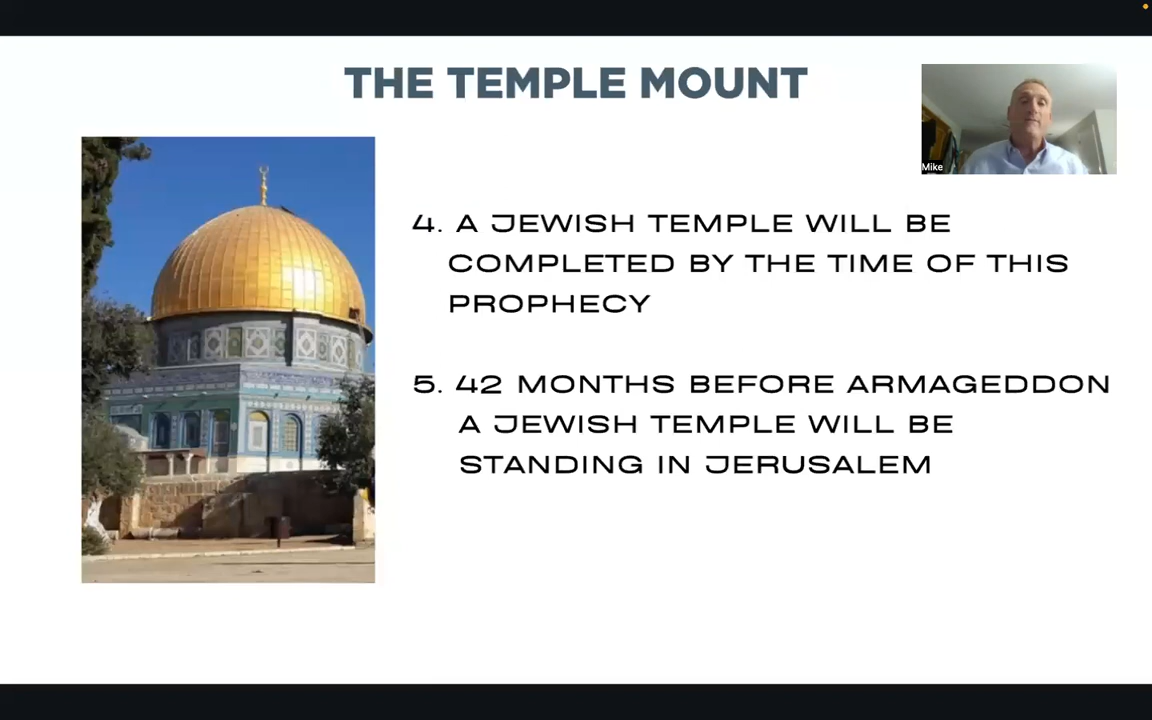 THE TEMPLE MOUNT
Mike
4. A JEWISH TEMPLE WILL BE
COMPLETED BY THE TIME OF THIS
PROPHECY
5. 42 MONTHS BEFORE ARMAGEDDON
A JEWISH TEMPLE WILL BE
STANDING IN JERUSALEM